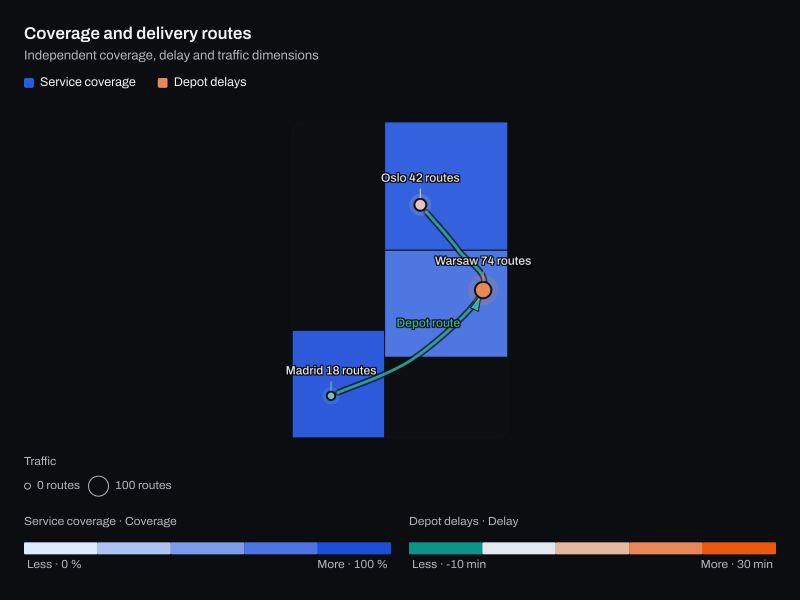 Coverage and delivery routes
Independent coverage, delay and traffic dimensions
Service coverage
Depot delays
Oslo 42 routes
Warsaw 74 routes
Depot route
Madrid 18 routes
Traffic
0 routes
100 routes
Service coverage · Coverage
Less · 0 %
More · 100 %
Depot delays · Delay
Less · -10 min
More · 30 min